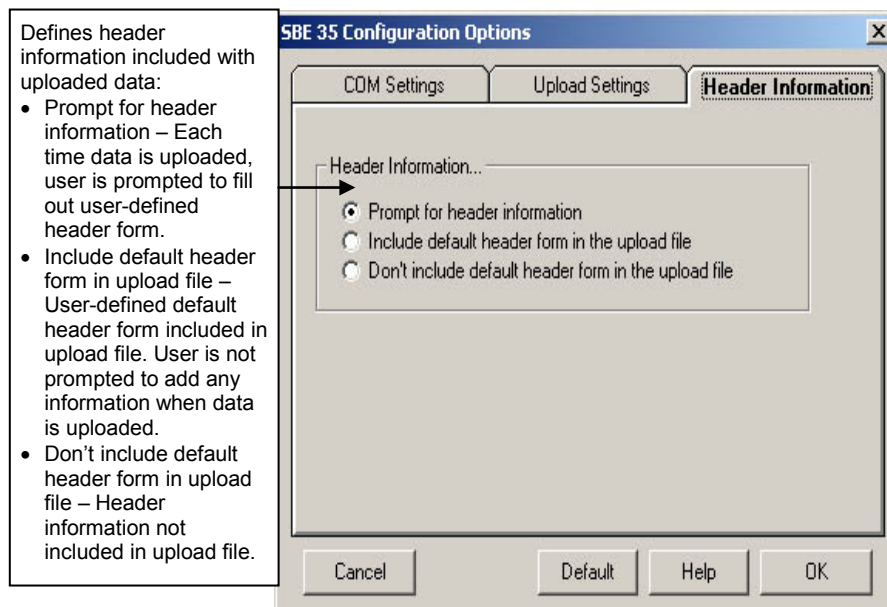 Defines header
information included with
uploaded data:
• Prompt for header
information – Each
time data is uploaded,
user is prompted to fill
out user-defined
header form.
• Include default header
form in upload file –
User-defined default
header form included in
upload file. User is not
prompted to add any
information when data
is uploaded.
• Don’t include default
header form in upload
file – Header
information not
included in upload file.
SBE 35 Configuration Options
COM Settings
Upload Settings
Header Information
Header Information...
Prompt for header information
Include default header form in the upload file
Don't include default header form in the upload file
Cancel
Default
Help
OK